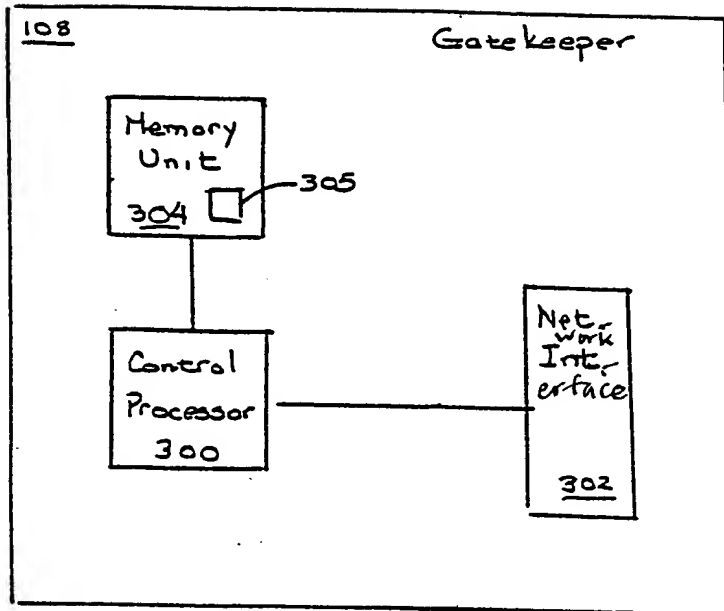 108
Gatekeeper
Memory
Unit
304
305
Control
Processor
300
Net-
work
Int-
erface
302